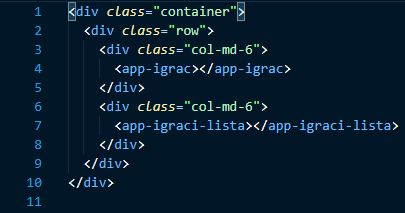 1 <div class="container">
2   <div class="row">
3     <div class="col-md-6">
4       <app-igrac></app-igrac>
5     </div>
6     <div class="col-md-6">
7       <app-igraci-lista></app-igraci-lista>
8     </div>
9   </div>
10 </div>
11